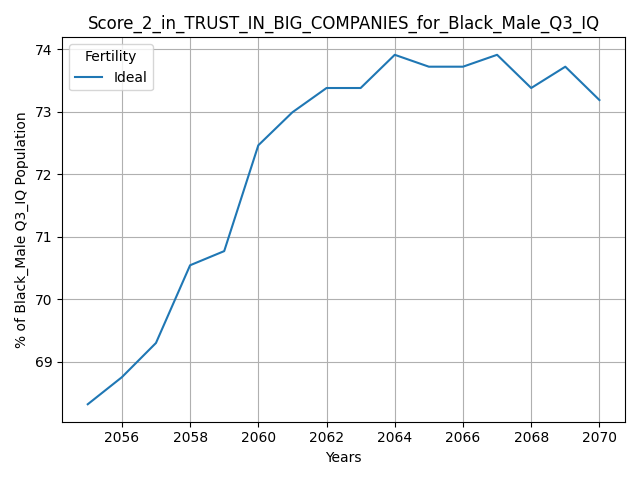 Score_2_in_TRUST_IN_BIG_COMPANIES_for_Black_Male_Q3_IQ
Fertility
Ideal
% of Black_Male Q3_IQ Population
74
73
72
71
70
69
2056 2058 2060 2062 2064 2066 2068 2070
Years